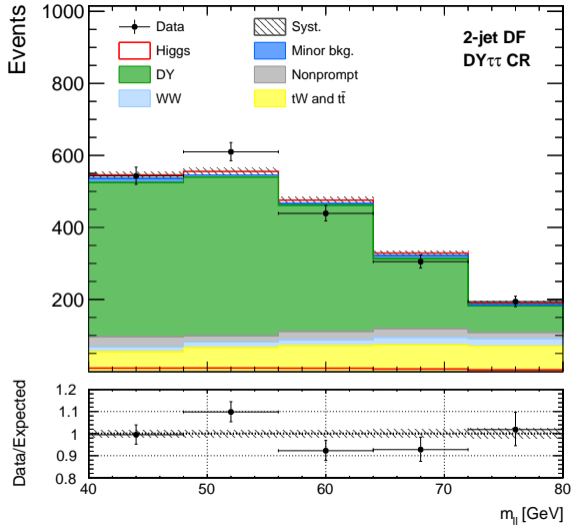 Events
1000
800
600
400
200
Data
Syst.
Higgs
Minor bkg.
DY
Nonprompt
WW
tW and tt̄
2-jet DF
DYττ CR
Data/Expected
1.2
1.1
1
0.9
0.8
40
50
60
70
80
m_ll [GeV]